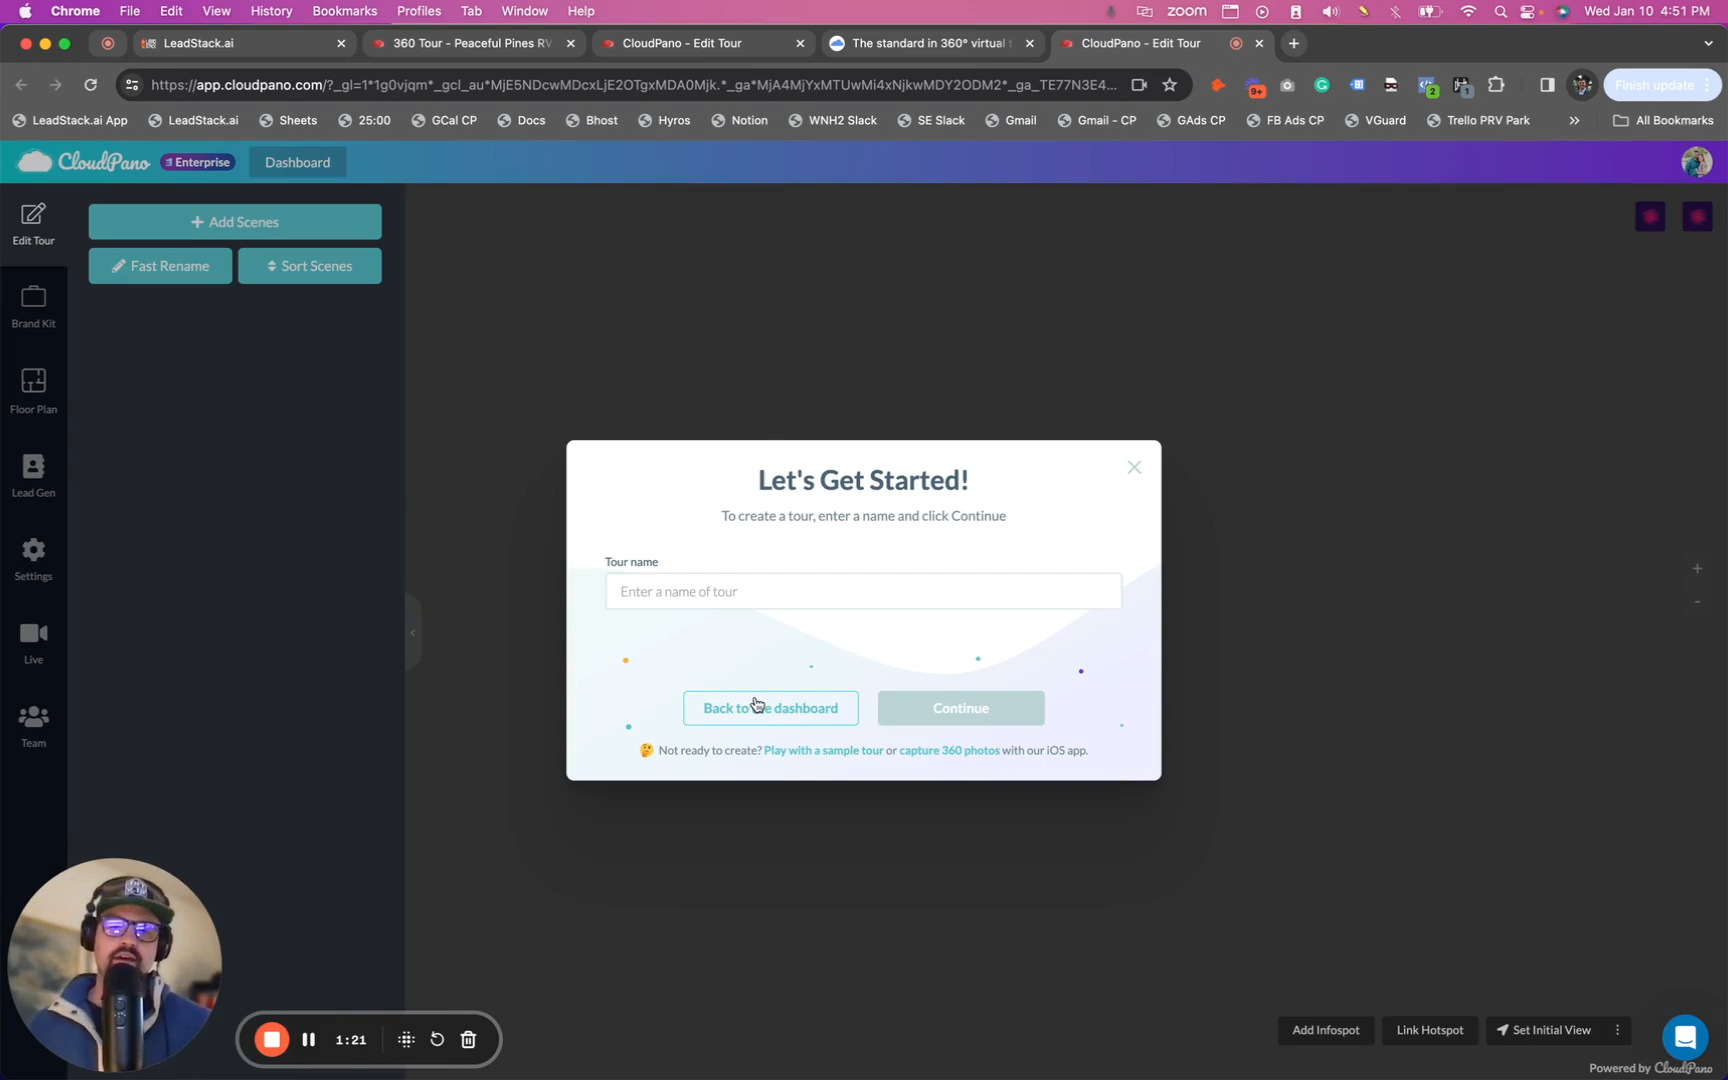 Chrome File Edit View History Bookmarks Profiles Tab Window Help zoom Wed Jan 10 4:51 PM
LeadStack.ai 360 Tour - Peaceful Pines RV CloudPano - Edit Tour The standard in 360° virtual t CloudPano - Edit Tour
https://app.cloudpano.com/?_gl=1*1g0vjqm*_gcl_au*MjE5NDcwMDcxLjE2OTgxMDA0Mjk.*_ga*MjA4MjYxMTUwMi4xNjkwMDY2ODM2*_ga_TE77N3E4... 9+ 2 1 Finish update
LeadStack.ai App LeadStack.ai Sheets 25:00 GCal CP Docs Bhost Hyros Notion WNH2 Slack SE Slack Gmail Gmail - CP GAds CP FB Ads CP VGuard Trello PRV Park » All Bookmarks
CloudPano Enterprise Dashboard
Edit Tour
+ Add Scenes
Fast Rename Sort Scenes
Brand Kit
Floor Plan
Lead Gen
Settings
Live
Team
Let's Get Started!
To create a tour, enter a name and click Continue
Tour name
Enter a name of tour
Back to the dashboard Continue
Not ready to create? Play with a sample tour or capture 360 photos with our iOS app.
+
-
1:21
Add Infospot Link Hotspot Set Initial View
Powered by CloudPano